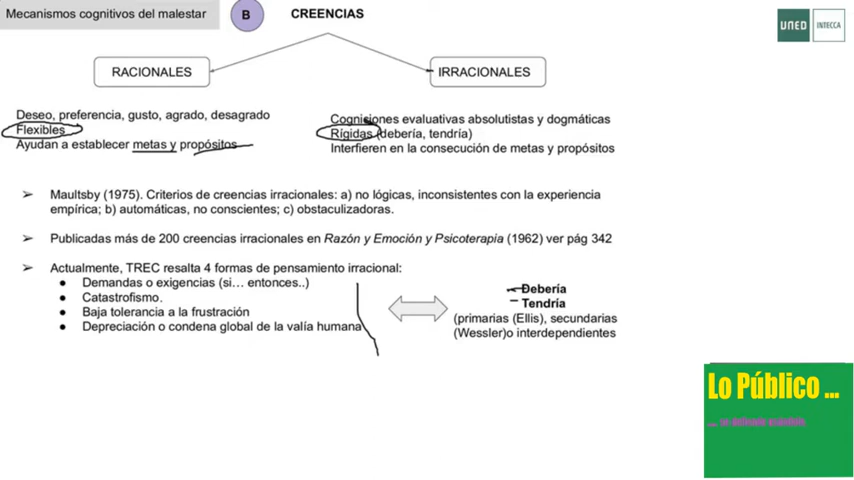 Mecanismos cognitivos del malestar
B
CREENCIAS
UNED
INTECCA
RACIONALES
IRRACIONALES
Deseo, preferencia, gusto, agrado, desagrado
Flexibles
Ayudan a establecer metas y propósitos
Cogniciones evaluativas absolutistas y dogmáticas
Rígidas (debería, tendría)
Interfieren en la consecución de metas y propósitos
➢ Maultsby (1975). Criterios de creencias irracionales: a) no lógicas, inconsistentes con la experiencia
empírica; b) automáticas, no conscientes; c) obstaculizadoras.
➢ Publicadas más de 200 creencias irracionales en Razón y Emoción y Psicoterapia (1962) ver pág 342
➢ Actualmente, TREC resalta 4 formas de pensamiento irracional:
● Demandas o exigencias (si... entonces..)
● Catastrofismo.
● Baja tolerancia a la frustración
● Depreciación o condena global de la valía humana
Debería
Tendría
(primarias (Ellis), secundarias
(Wessler)o interdependientes
Lo Público ...